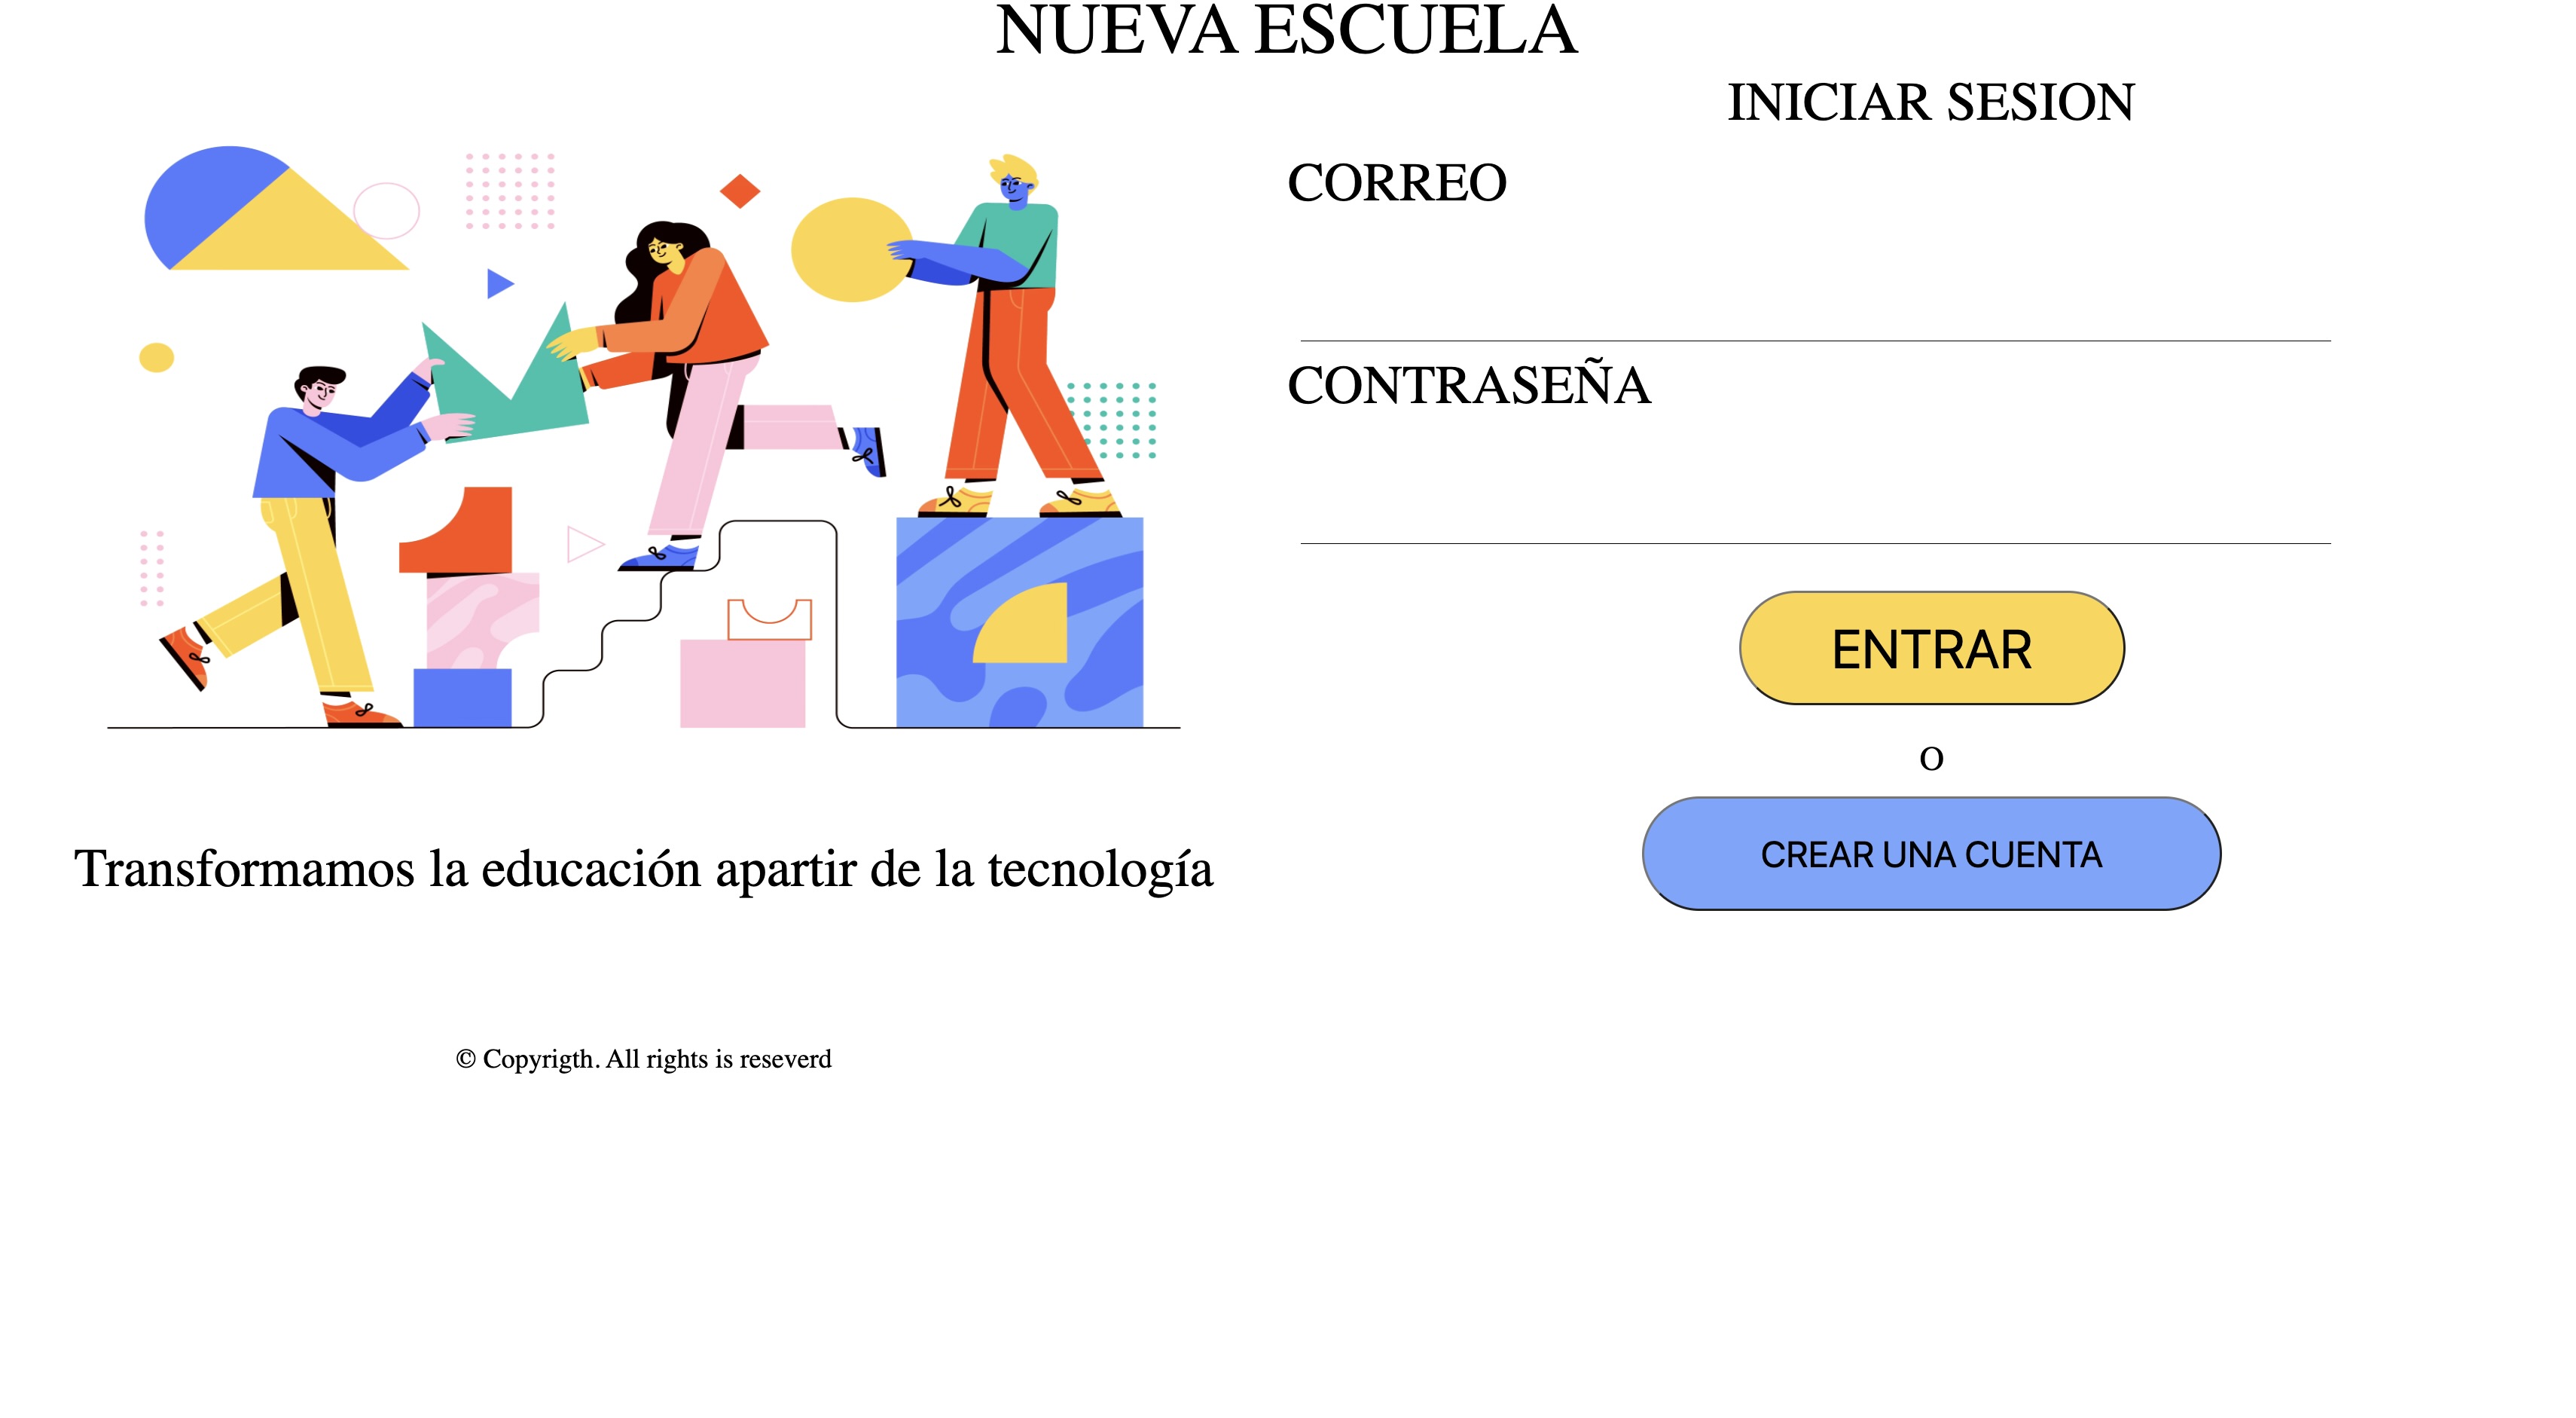 NUEVA ESCUELA
INICIAR SESION
CORREO
CONTRASEÑA
ENTRAR
O
CREAR UNA CUENTA
Transformamos la educación apartir de la tecnología
© Copyrigth. All rights is reseverd